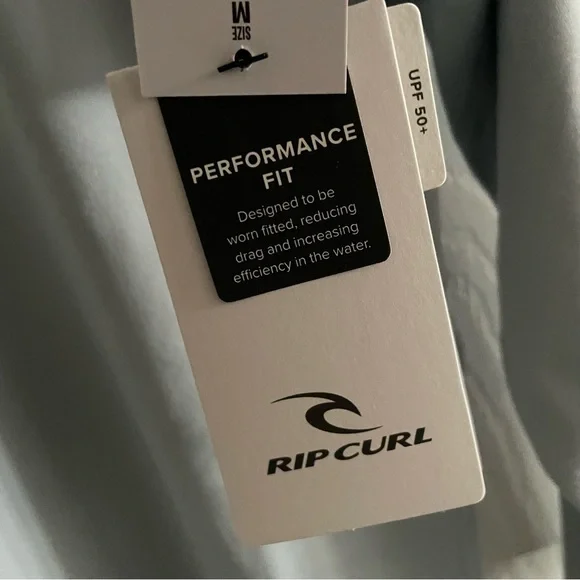 SIZE
M
UPF 50+
PERFORMANCE
FIT
Designed to be
worn fitted, reducing
drag and increasing
efficiency in the water.
RIP CURL